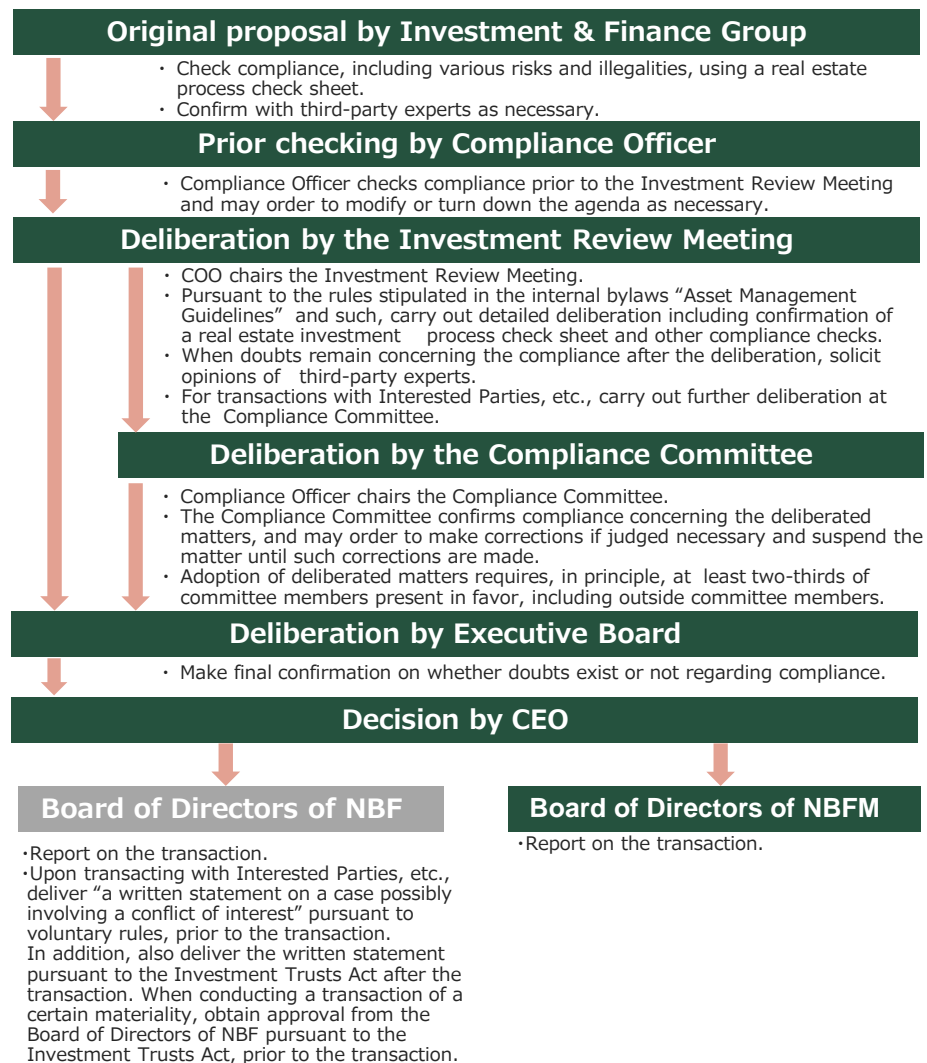 Original proposal by Investment & Finance Group
・ Check compliance, including various risks and illegalities, using a real estate
process check sheet.
・ Confirm with third-party experts as necessary.
Prior checking by Compliance Officer
・ Compliance Officer checks compliance prior to the Investment Review Meeting
and may order to modify or turn down the agenda as necessary.
Deliberation by the Investment Review Meeting
・ COO chairs the Investment Review Meeting.
・ Pursuant to the rules stipulated in the internal bylaws “Asset Management
Guidelines” and such, carry out detailed deliberation including confirmation of
a real estate investment process check sheet and other compliance checks.
・ When doubts remain concerning the compliance after the deliberation, solicit
opinions of third-party experts.
・ For transactions with Interested Parties, etc., carry out further deliberation at
the Compliance Committee.
Deliberation by the Compliance Committee
・ Compliance Officer chairs the Compliance Committee.
・ The Compliance Committee confirms compliance concerning the deliberated
matters, and may order to make corrections if judged necessary and suspend the
matter until such corrections are made.
・ Adoption of deliberated matters requires, in principle, at least two-thirds of
committee members present in favor, including outside committee members.
Deliberation by Executive Board
・ Make final confirmation on whether doubts exist or not regarding compliance.
Decision by CEO
Board of Directors of NBF
・Report on the transaction.
・Upon transacting with Interested Parties, etc.,
deliver “a written statement on a case possibly
involving a conflict of interest” pursuant to
voluntary rules, prior to the transaction.
In addition, also deliver the written statement
pursuant to the Investment Trusts Act after the
transaction. When conducting a transaction of a
certain materiality, obtain approval from the
Board of Directors of NBF pursuant to the
Investment Trusts Act, prior to the transaction.
Board of Directors of NBFM
・Report on the transaction.